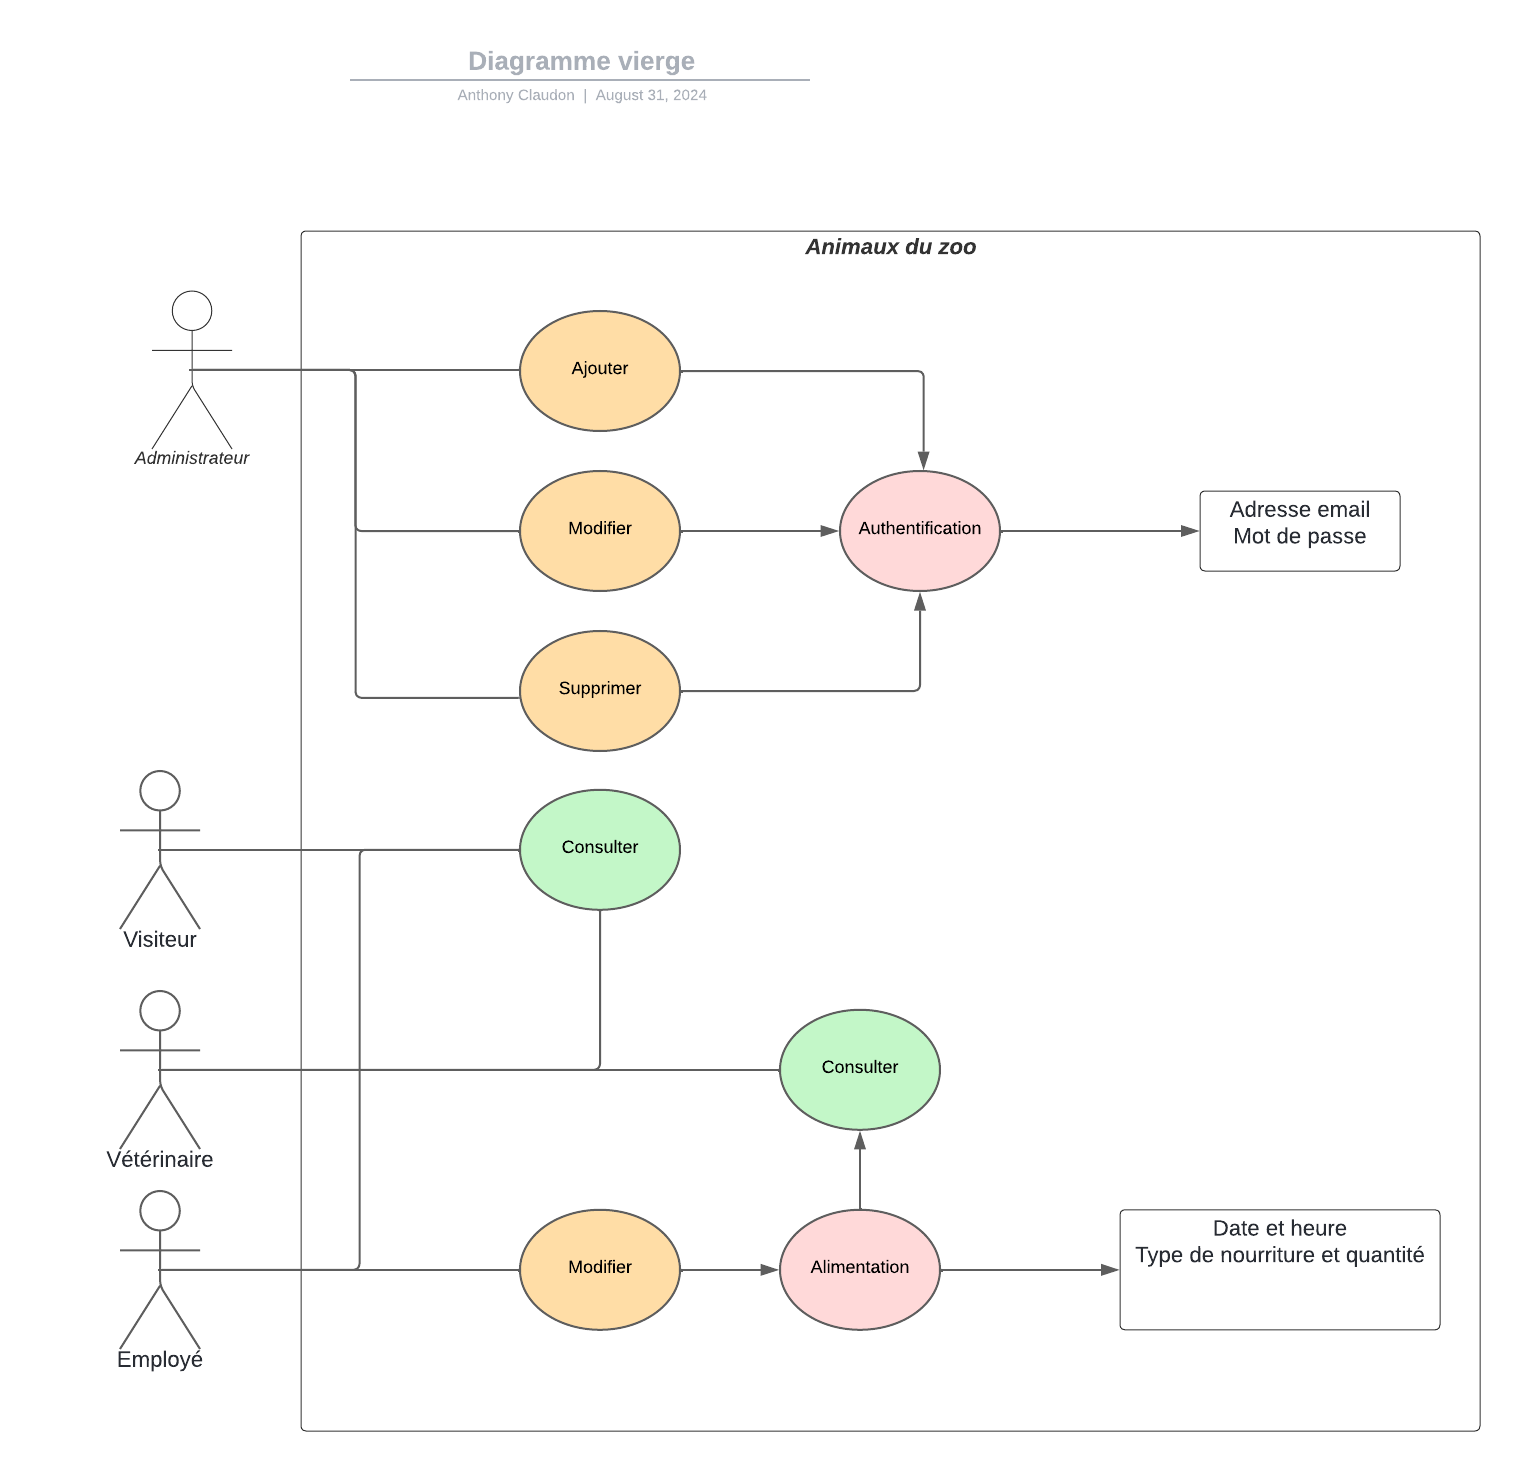 Diagramme vierge
Anthony Claudon | August 31, 2024
Animaux du zoo
Administrateur
Ajouter
Modifier
Authentification
Adresse email
Mot de passe
Supprimer
Visiteur
Consulter
Vétérinaire
Consulter
Employé
Modifier
Alimentation
Date et heure
Type de nourriture et quantité